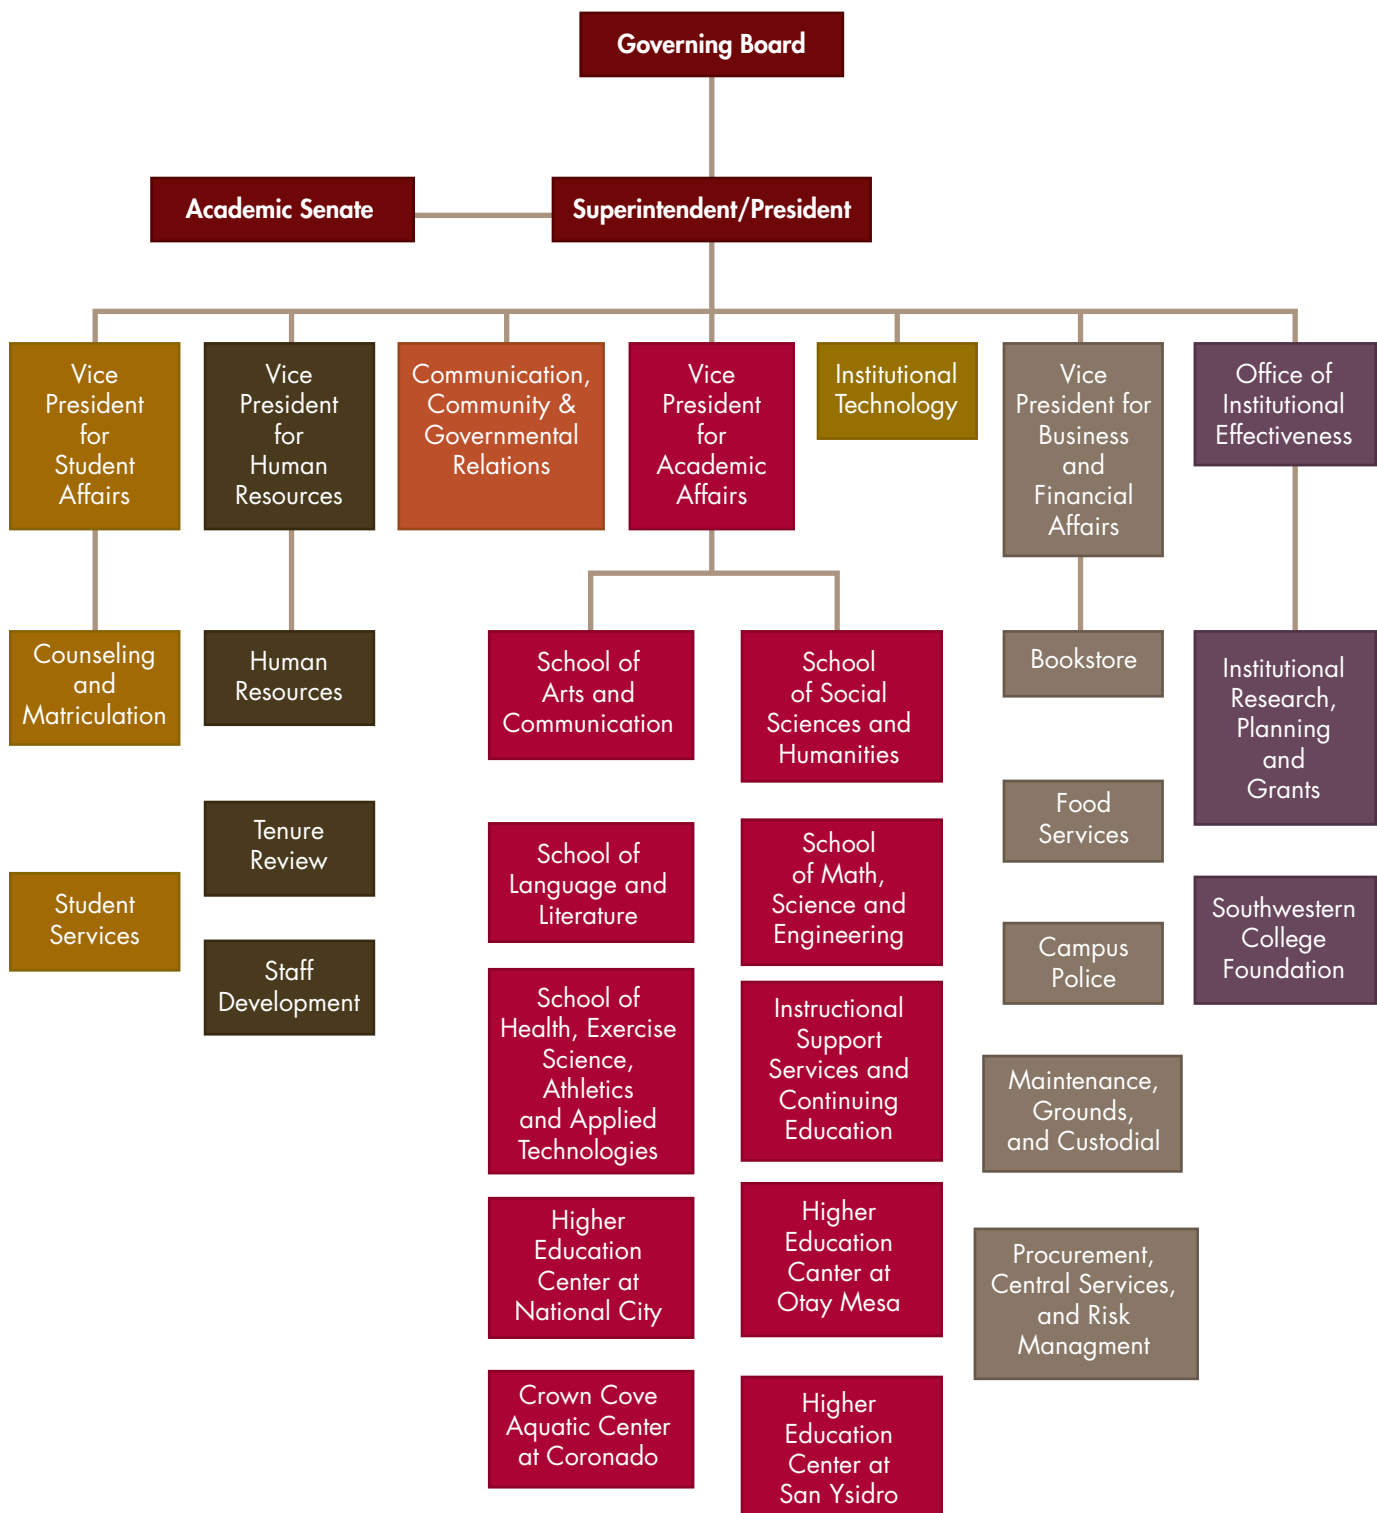 Governing Board
Academic Senate
Superintendent/President
Vice
President
for
Student
Affairs
Vice
President
for
Human
Resources
Communication,
Community &
Governmental
Relations
Vice
President
for
Academic
Affairs
Institutional
Technology
Vice
President for
Business
and
Financial
Affairs
Office of
Institutional
Effectiveness
Counseling
and
Matriculation
Student
Services
Human
Resources
Tenure
Review
Staff
Development
School of
Arts and
Communication
School of
Language and
Literature
School of
Health, Exercise
Science,
Athletics
and Applied
Technologies
Higher
Education
Center at
National City
Crown Cove
Aquatic Center
at Coronado
School
of Social
Sciences and
Humanities
School
of Math,
Science and
Engineering
Instructional
Support
Services and
Continuing
Education
Higher
Education
Canter at
Otay Mesa
Higher
Education
Center at
San Ysidro
Bookstore
Food
Services
Campus
Police
Maintenance,
Grounds,
and Custodial
Procurement,
Central Services,
and Risk
Managment
Institutional
Research,
Planning
and
Grants
Southwestern
College
Foundation